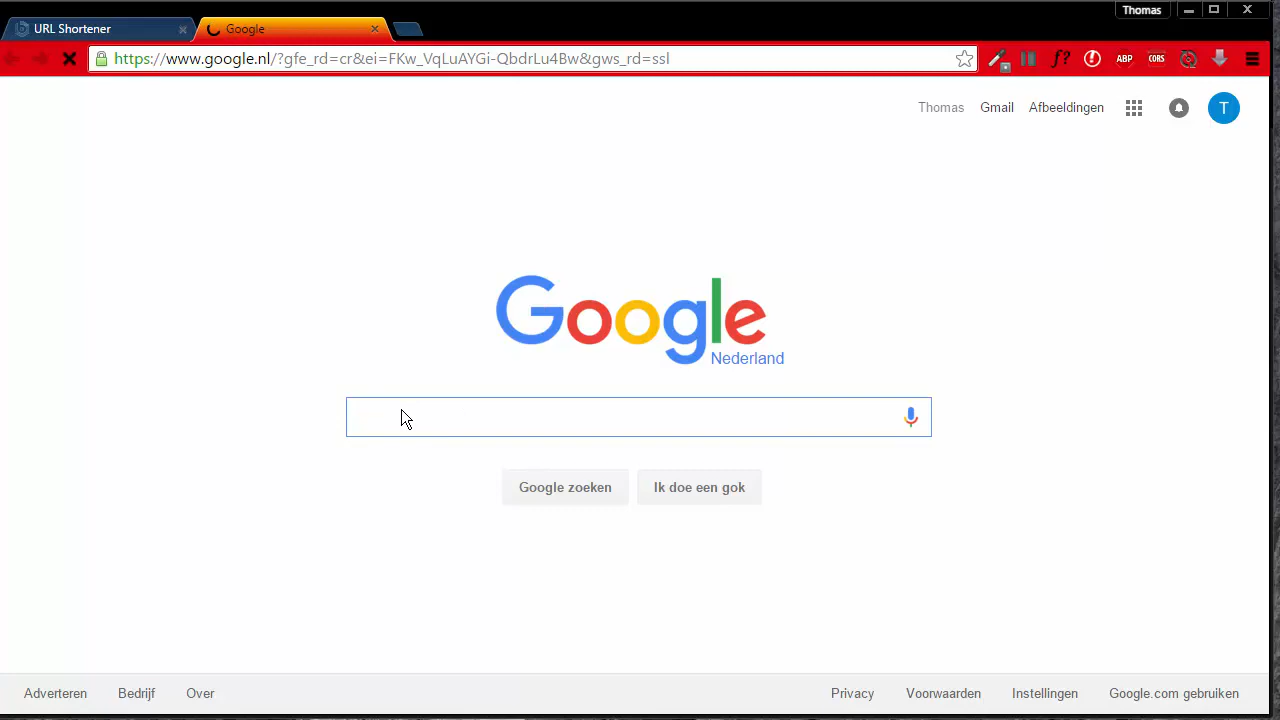 Thomas
URL Shortener
Google
https://www.google.nl/?gfe_rd=cr&ei=FKw_VqLuAYGi-QbdrLu4Bw&gws_rd=ssl
f?
ABP
CORS
Thomas Gmail Afbeeldingen T
Google
Nederland
Google zoeken Ik doe een gok
Adverteren Bedrijf Over Privacy Voorwaarden Instellingen Google.com gebruiken